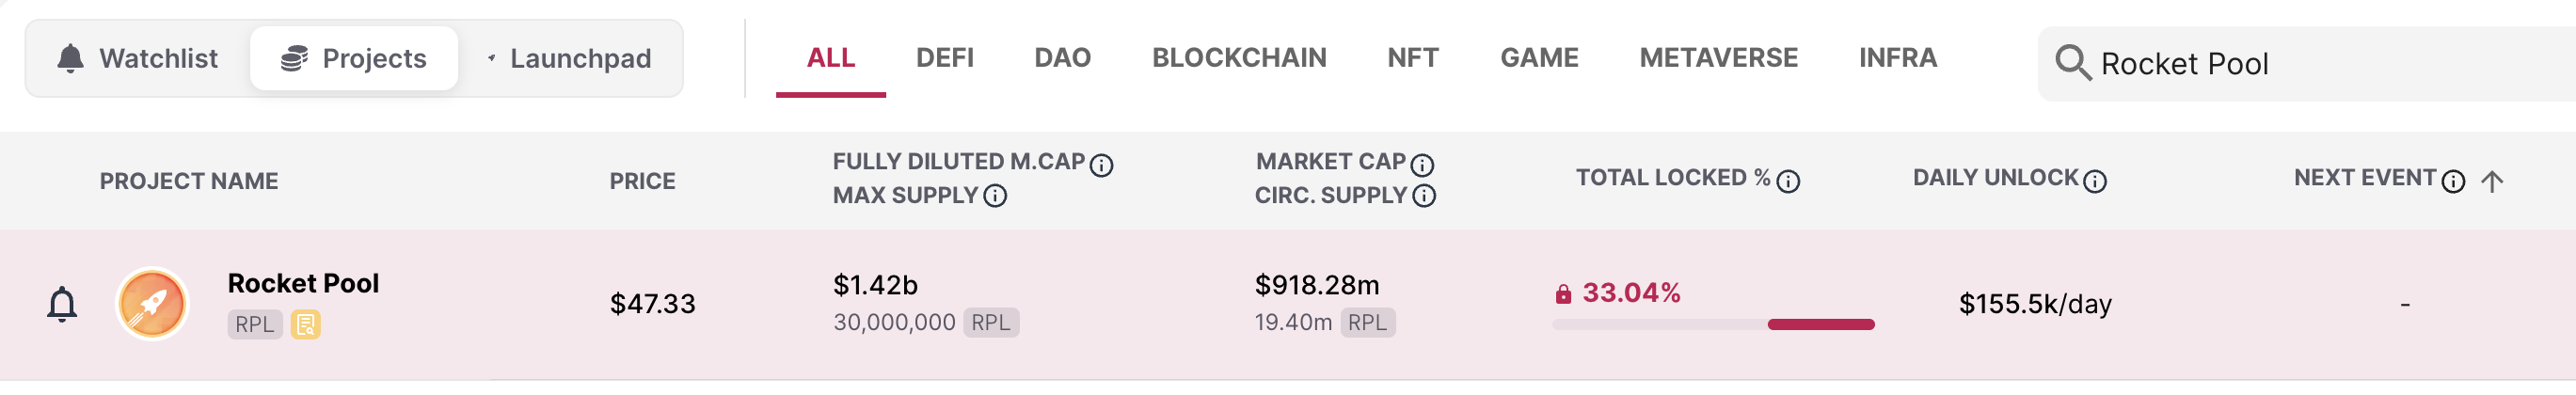 Watchlist
Projects
Launchpad
ALL
DEFI
DAO
BLOCKCHAIN
NFT
GAME
METAVERSE
INFRA
Rocket Pool
PROJECT NAME
PRICE
FULLY DILUTED M.CAP
MAX SUPPLY
MARKET CAP
CIRC. SUPPLY
TOTAL LOCKED %
DAILY UNLOCK
NEXT EVENT
Rocket Pool
RPL
$47.33
$1.42b
30,000,000 RPL
$918.28m
19.40m RPL
33.04%
$155.5k/day
-